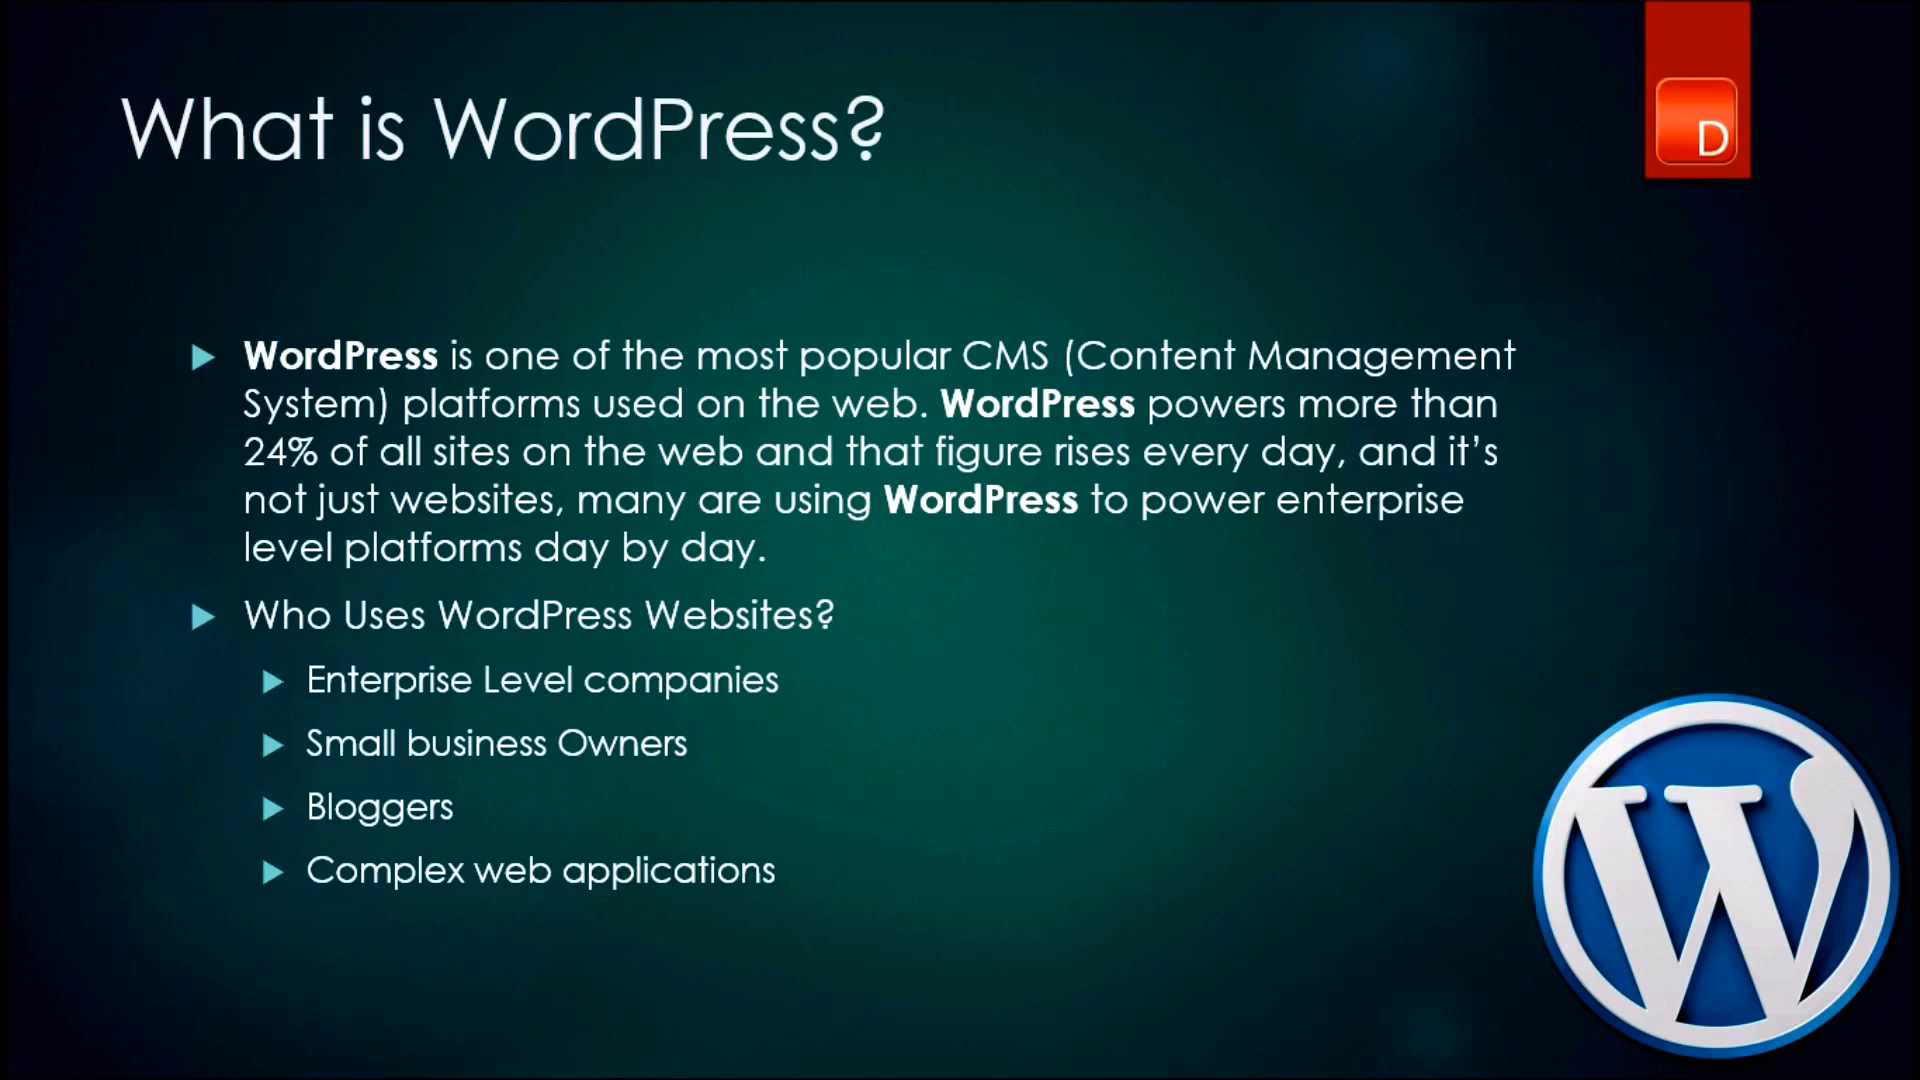 What is WordPress?
D
WordPress is one of the most popular CMS (Content Management
System) platforms used on the web. WordPress powers more than
24% of all sites on the web and that figure rises every day, and it’s
not just websites, many are using WordPress to power enterprise
level platforms day by day.
Who Uses WordPress Websites?
Enterprise Level companies
Small business Owners
Bloggers
Complex web applications
W